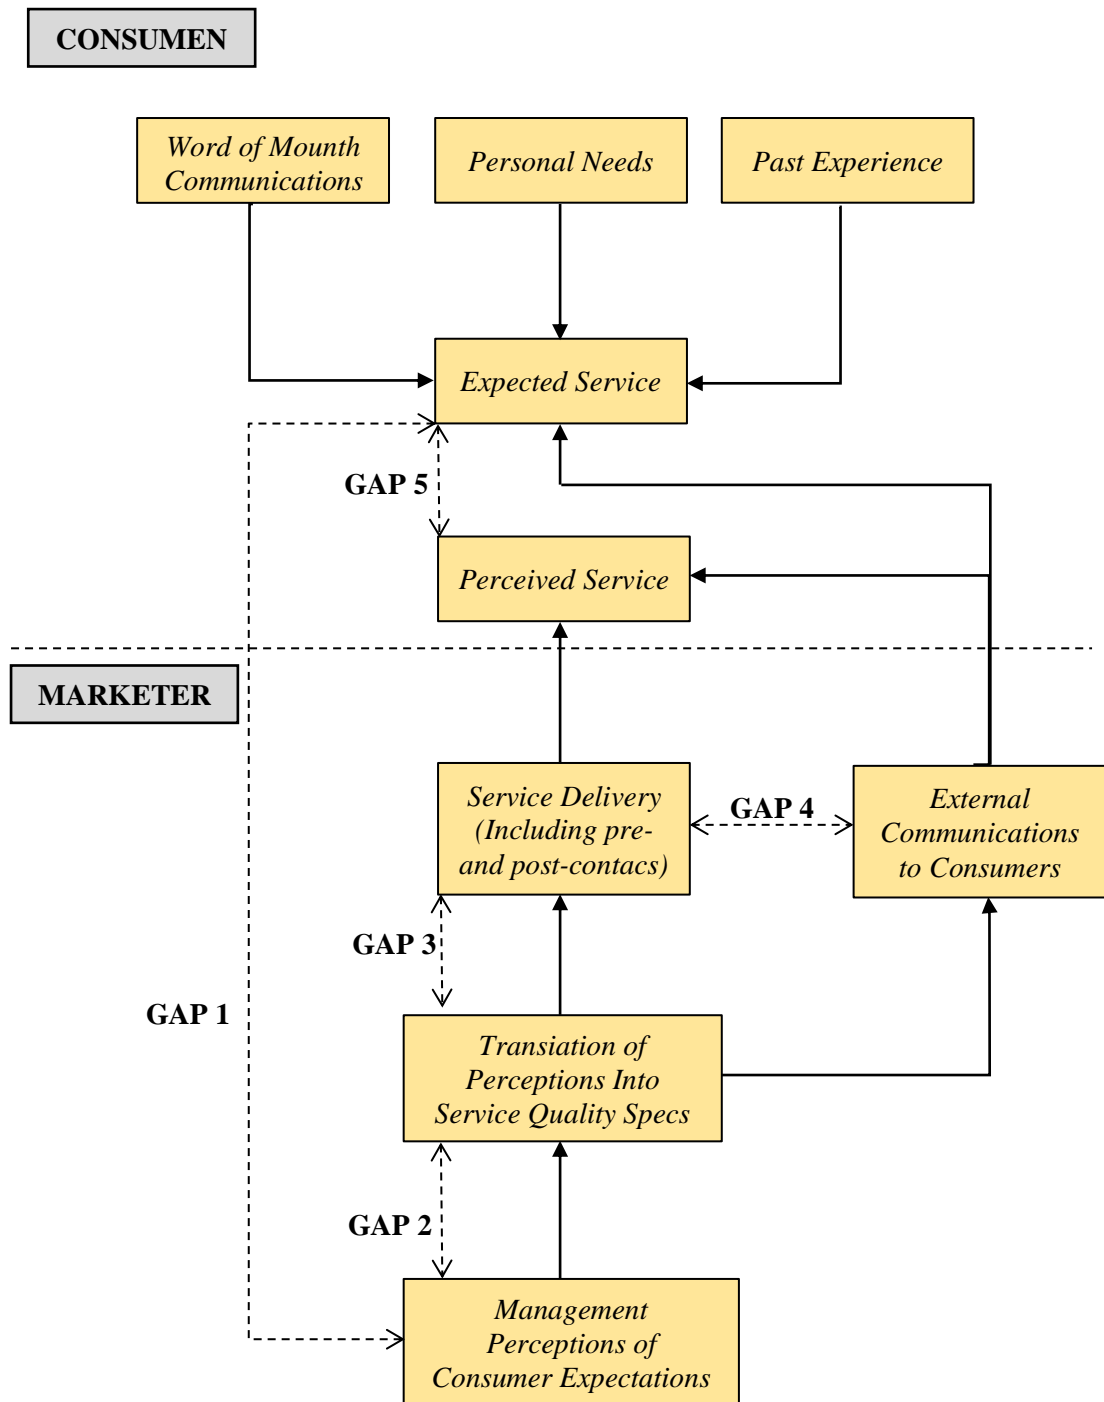 CONSUMEN
Word of Mounth
Communications
Personal Needs
Past Experience
Expected Service
GAP 5
Perceived Service
MARKETER
Service Delivery
(Including pre-
and post-contacs)
GAP 4
External
Communications
to Consumers
GAP 3
GAP 1
Transiation of
Perceptions Into
Service Quality Specs
GAP 2
Management
Perceptions of
Consumer Expectations